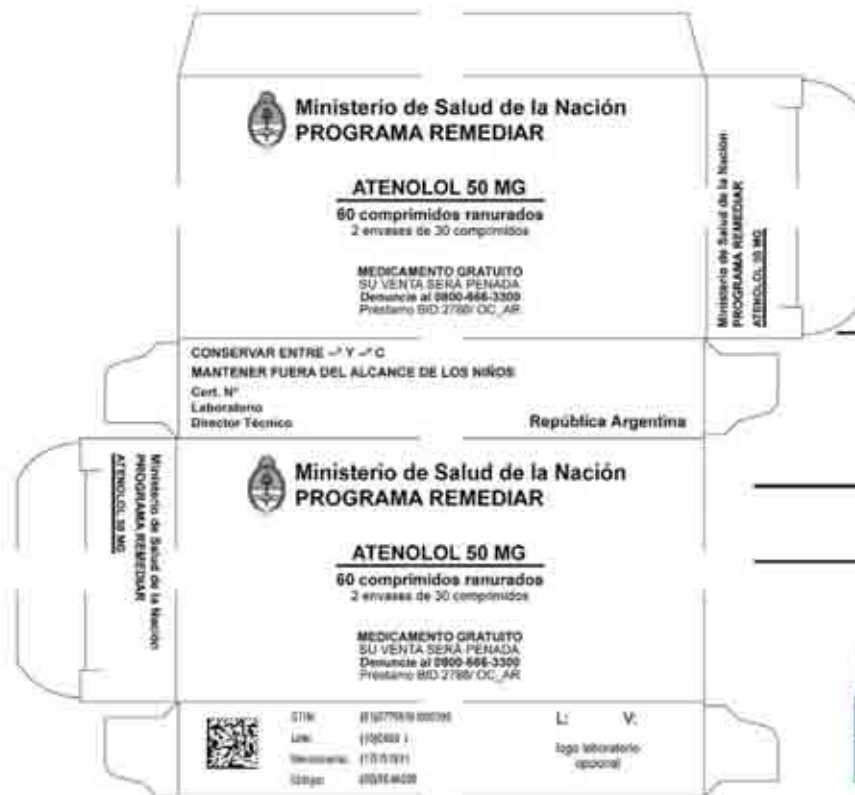 Ministerio de Salud de la Nación
PROGRAMA REMEDIAR
ATENOLOL 50 MG
60 comprimidos ranurados
2 envases de 30 comprimidos
MEDICAMENTO GRATUITO
SU VENTA SERÁ PENADA
Denuncie al 0800-666-3300
Préstamo BID 2788/ OC_AR
Ministerio de Salud de la Nación
PROGRAMA REMEDIAR
ATENOLOL 50 MG
CONSERVAR ENTRE –º Y –º C
MANTENER FUERA DEL ALCANCE DE LOS NIÑOS
Cert. Nº
Laboratorio
Director Técnico
República Argentina
Ministerio de Salud de la Nación
PROGRAMA REMEDIAR
ATENOLOL 50 MG
Ministerio de Salud de la Nación
PROGRAMA REMEDIAR
ATENOLOL 50 MG
60 comprimidos ranurados
2 envases de 30 comprimidos
MEDICAMENTO GRATUITO
SU VENTA SERÁ PENADA
Denuncie al 0800-666-3300
Préstamo BID 2788/ OC_AR
GTIN:
Lote:
Vencimiento:
Código:
L: V:
logo laboratorio
opcional